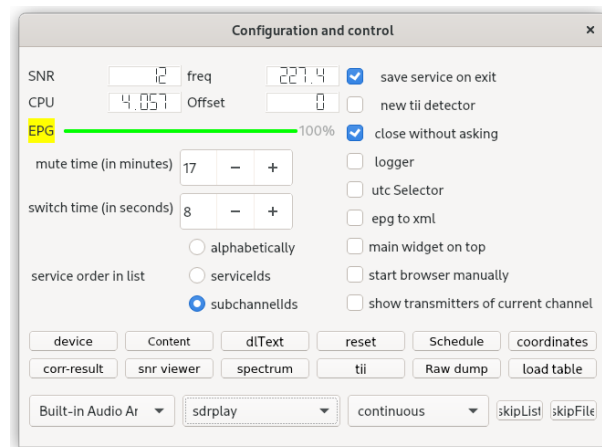 Configuration and control ×
SNR 12 freq 227.4 save service on exit
CPU 4.057 Offset 0 new tii detector
EPG 100% close without asking
mute time (in minutes) 17 − + logger
utc Selector
switch time (in seconds) 8 − + epg to xml
alphabetically main widget on top
service order in list serviceIds start browser manually
subchannelIds show transmitters of current channel
device Content dlText reset Schedule coordinates
corr-result snr viewer spectrum tii Raw dump load table
Built-in Audio Ar sdrplay continuous skipList skipFile